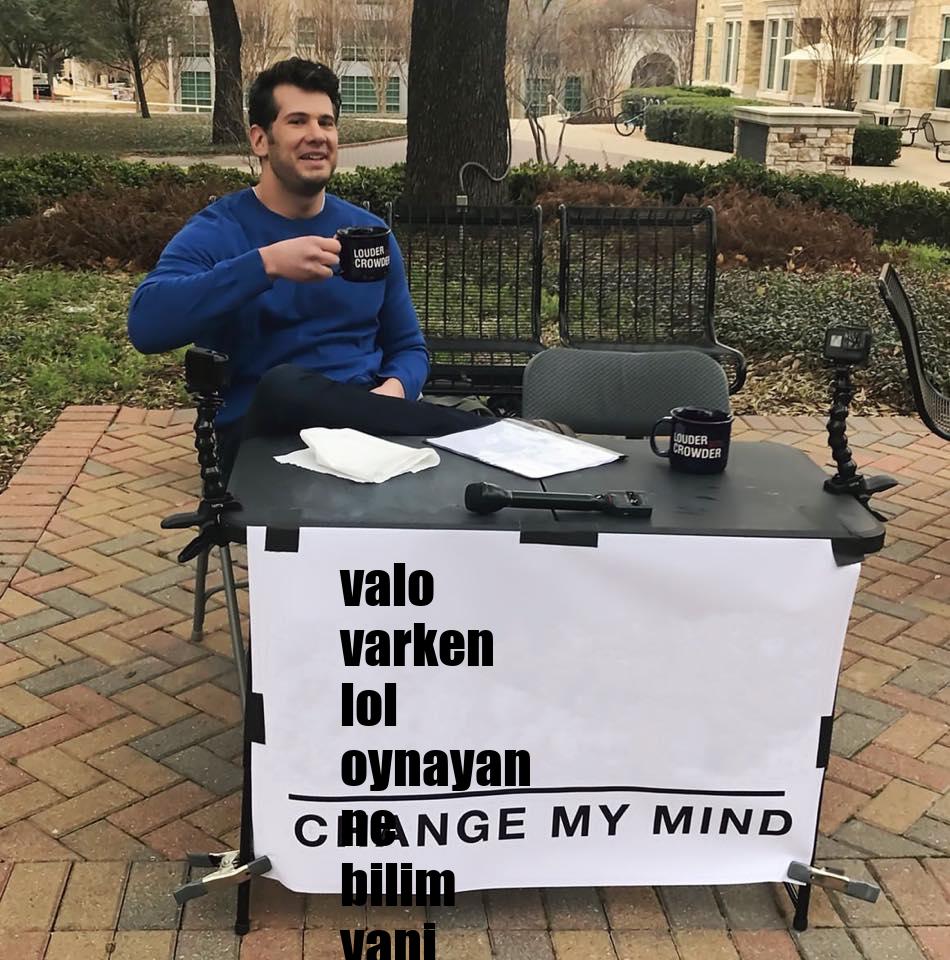 LOUDER
CROWDER
LOUDER
CROWDER
valo
varken
lol
oynayan
ne
CHANGE MY MIND
bilim
yani